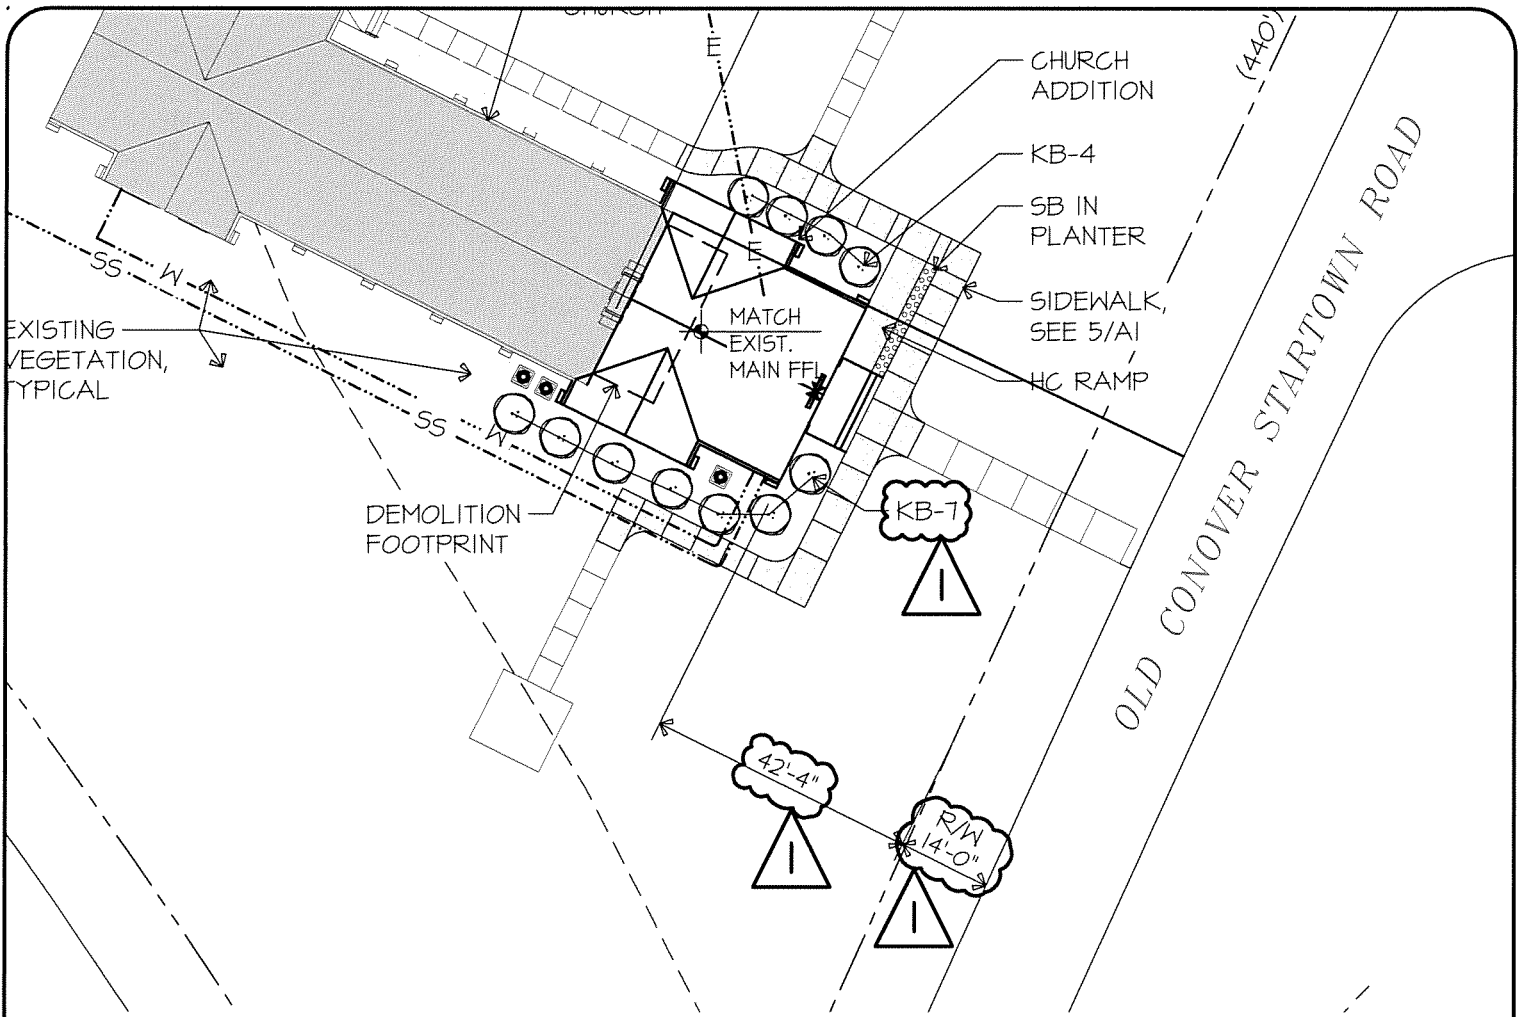 CHURCH
E
CHURCH
ADDITION
(440')
KB-4
SB IN
PLANTER
E
SS
W
SIDEWALK,
SEE 5/A1
MATCH
EXIST.
MAIN FFL
EXISTING
VEGETATION,
TYPICAL
HC RAMP
OLD CONOVER STARTOWN ROAD
SS
W
DEMOLITION
FOOTPRINT
KB-7
1
42'-4"
1
R/W
14'-0"
1